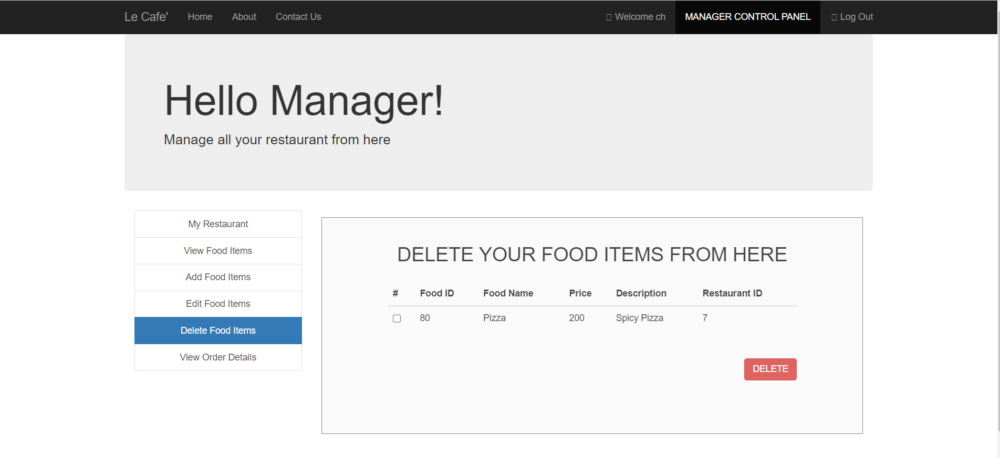 Le Cafe' Home About Contact Us Welcome ch MANAGER CONTROL PANEL Log Out
Hello Manager!
Manage all your restaurant from here
My Restaurant
View Food Items
Add Food Items
Edit Food Items
Delete Food Items
View Order Details
DELETE YOUR FOOD ITEMS FROM HERE
# Food ID Food Name Price Description Restaurant ID
80 Pizza 200 Spicy Pizza 7
DELETE